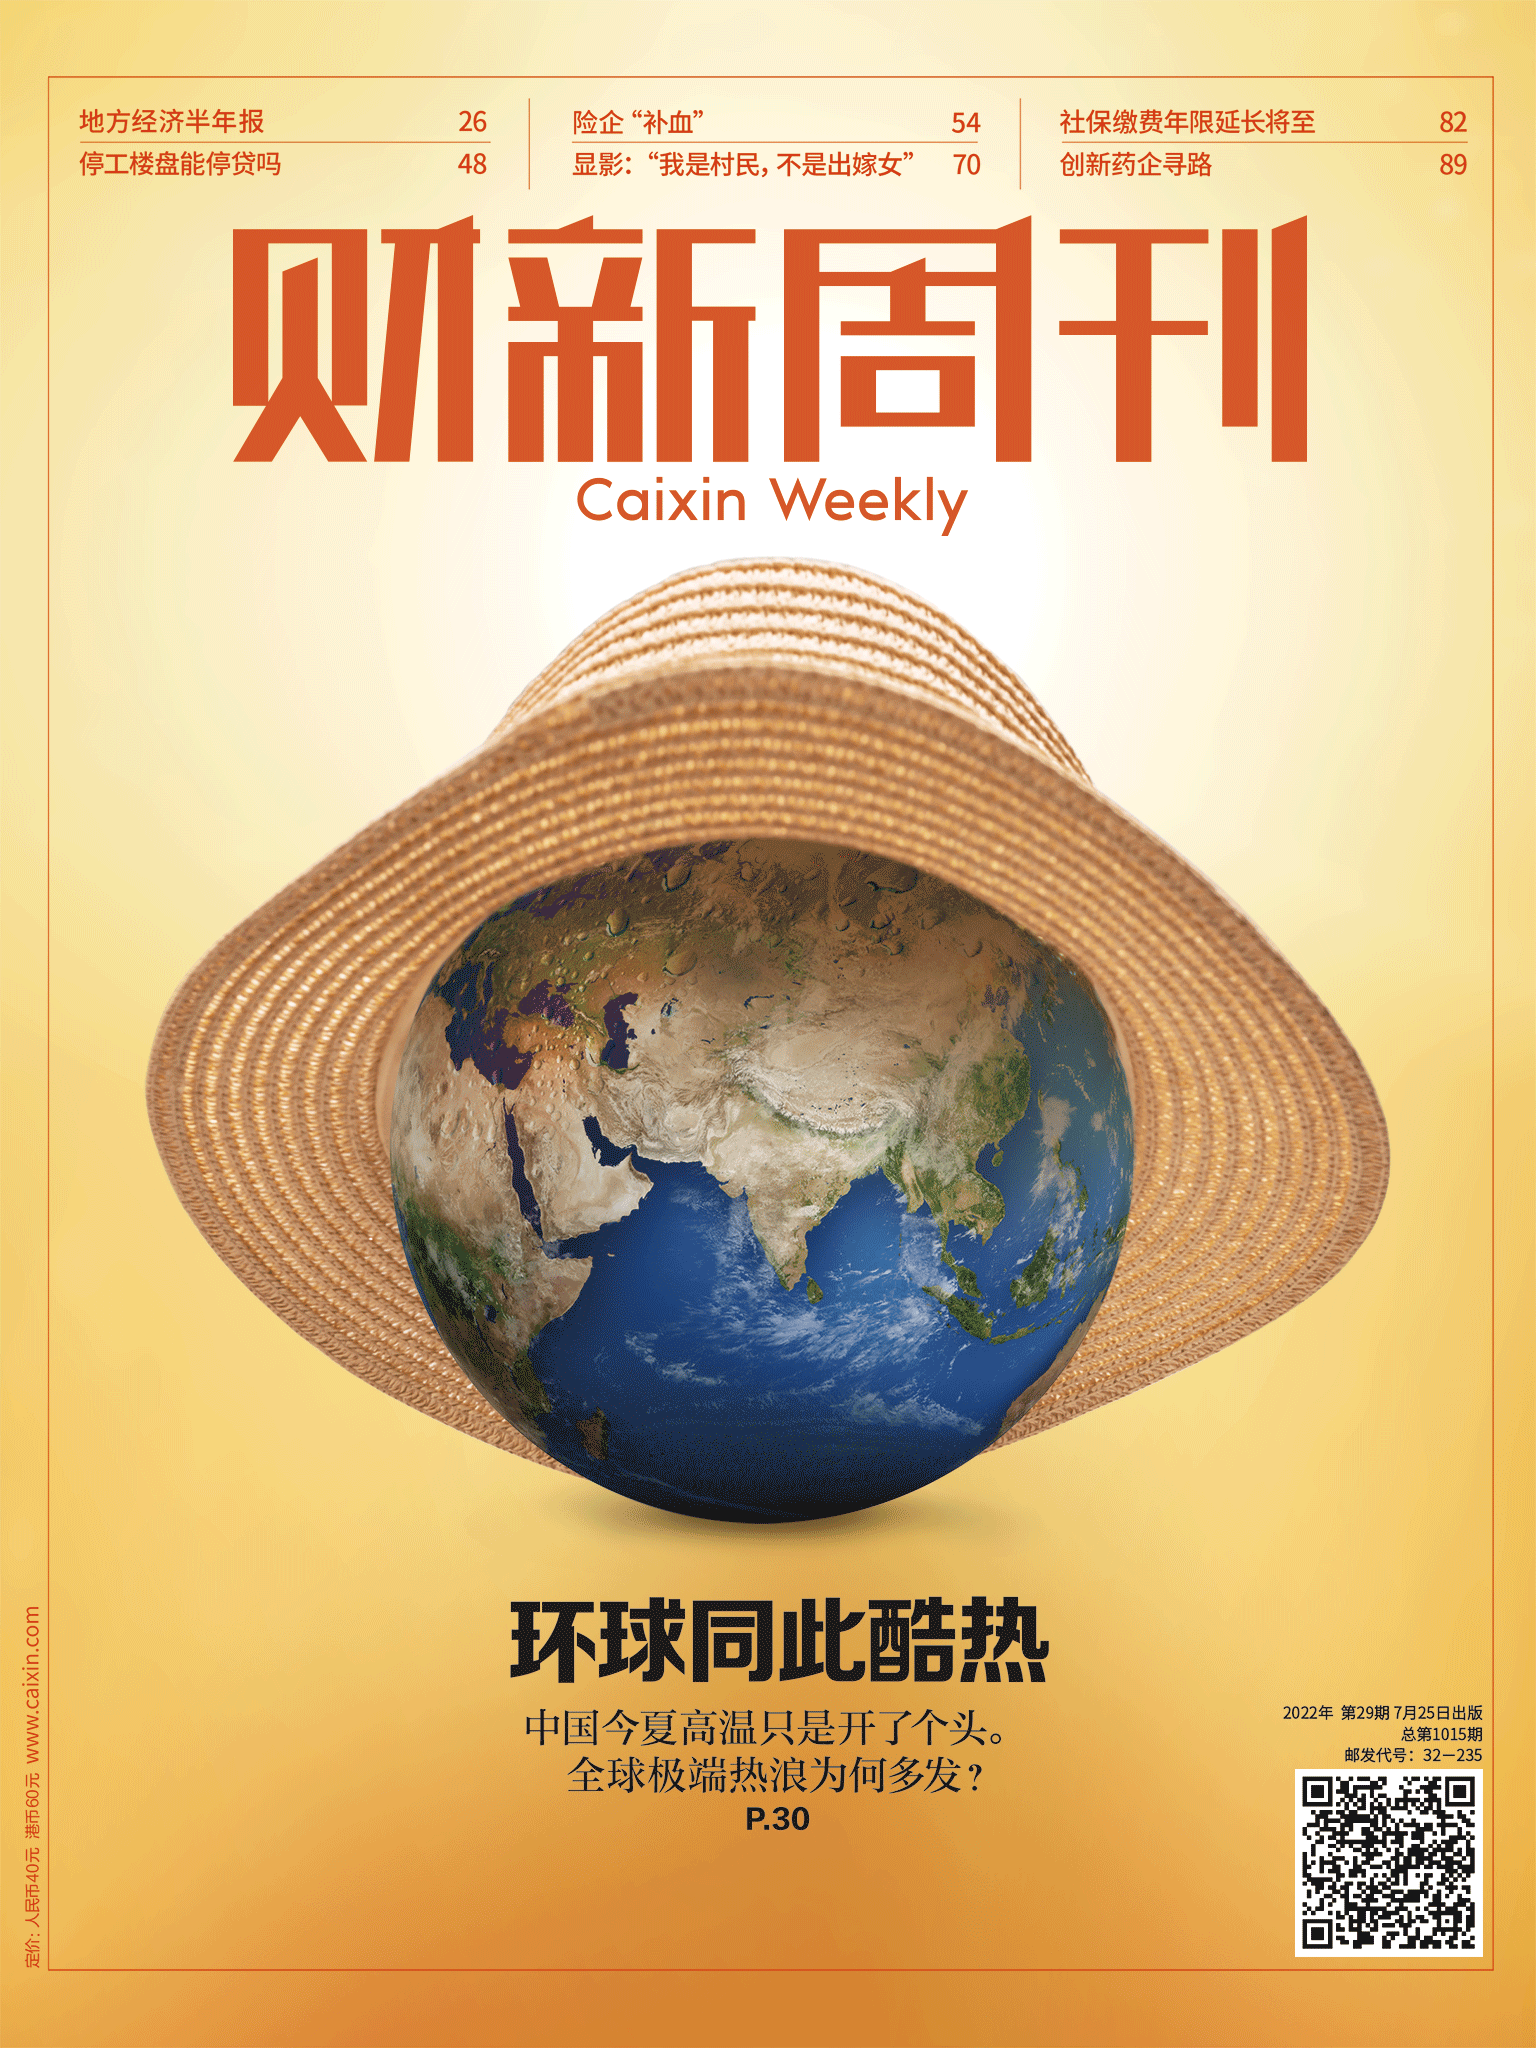 地方经济半年报 26
停工楼盘能停贷吗 48
险企“补血” 54
显影：“我是村民，不是出嫁女” 70
社保缴费年限延长将至 82
创新药企寻路 89
财新周刊
Caixin Weekly
环球同此酷热
中国今夏高温只是开了个头。
全球极端热浪为何多发？
P.30
2022年 第29期 7月25日出版
总第1015期
邮发代号：32－235
定价：人民币40元 港币60元 www.caixin.com